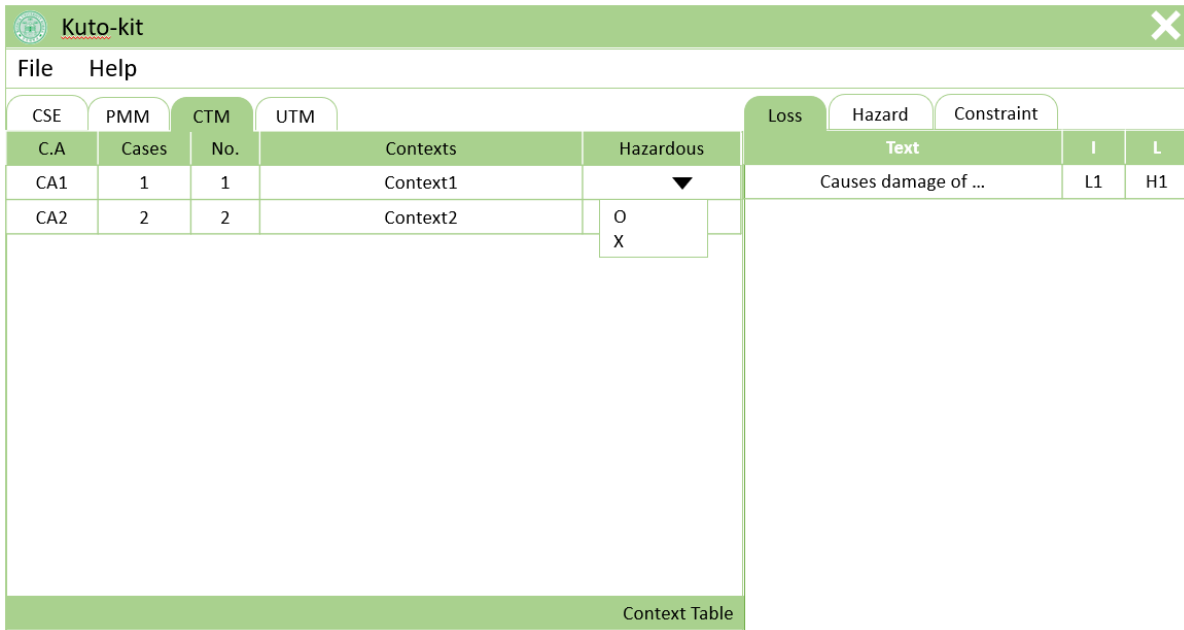 Kuto-kit
File Help
CSE PMM CTM UTM
C.A Cases No. Contexts Hazardous
CA1 1 1 Context1
CA2 2 2 Context2
O
X
Context Table
Loss Hazard Constraint
Text I L
Causes damage of ... L1 H1